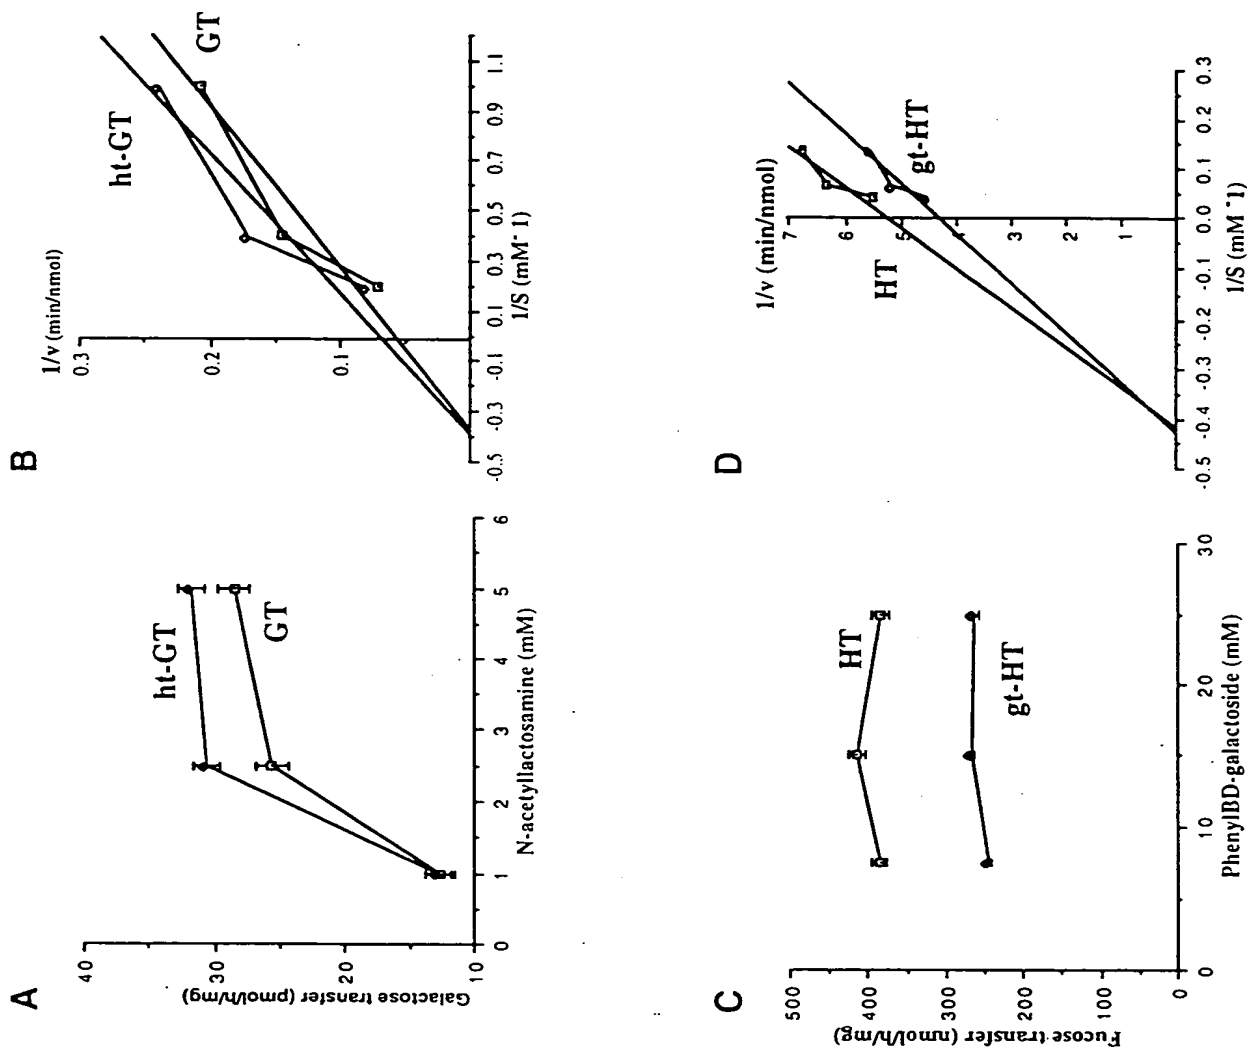 A
Galactose transfer (pmol/h/mg)
40
30
20
10
ht-GT
GT
0 1 2 3 4 5 6
N-acetyllactosamine (mM)
B
1/v (min/nmol)
0.3
0.2
0.1
ht-GT
GT
-0.5 -0.3 -0.1 0.1 0.3 0.5 0.7 0.9 1.1
1/S (mM-1)
C
Fucose transfer (nmol/h/mg)
500
400
300
200
100
0
HT
gt-HT
0 10 20 30
PhenylBD-galactoside (mM)
D
1/v (min/nmol)
7
6
5
4
3
2
1
HT
gt-HT
-0.5 -0.4 -0.3 -0.2 -0.1 0.0 0.1 0.2 0.3
1/S (mM-1)